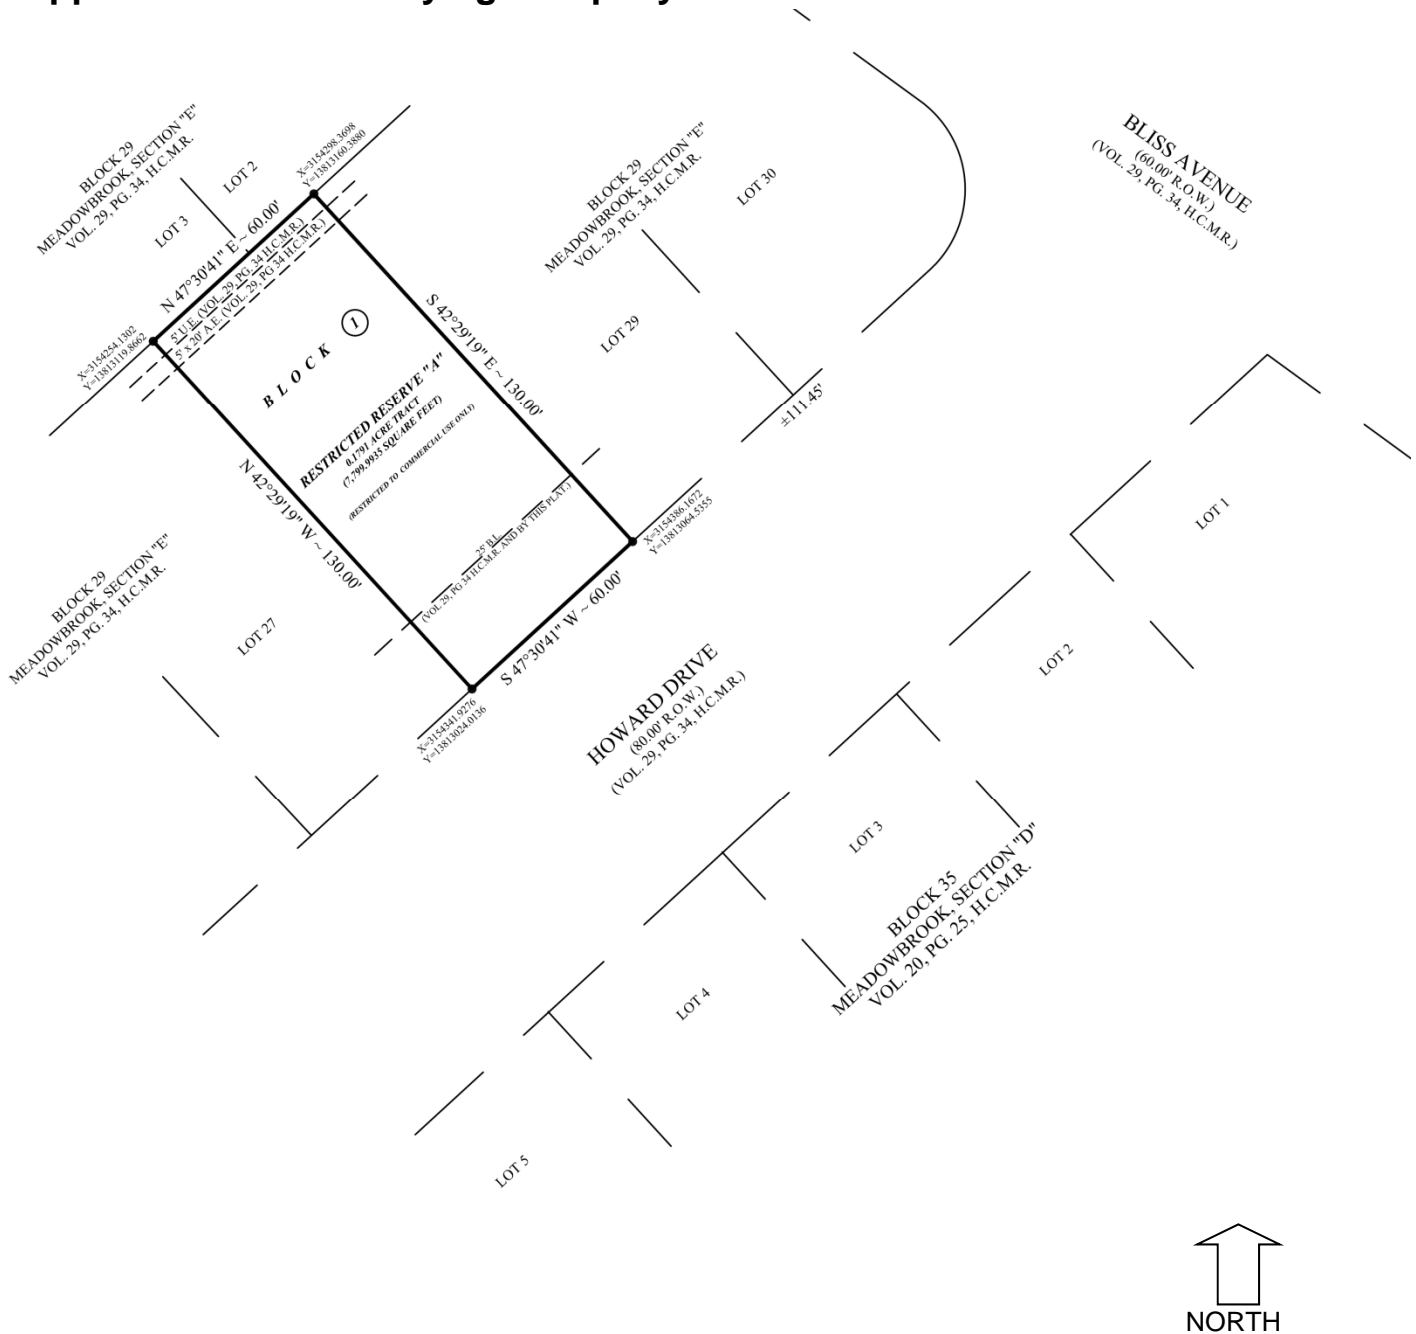 BLOCK 29
MEADOWBROOK, SECTION "E"
VOL. 29, PG. 34, H.C.M.R.
LOT 2
LOT 3
X=3154298.3698
Y=13813160.3880
N 47°30'41" E ~ 60.00'
5' U.E. (VOL. 29, PG. 34 H.C.M.R.)
5' x 20' A.E. (VOL. 29, PG 34 H.C.M.R.)
X=3154254.1302
Y=13813119.8662
BLOCK 29
MEADOWBROOK, SECTION "E"
VOL. 29, PG. 34, H.C.M.R.
LOT 30
LOT 29
BLISS AVENUE
(60.00' R.O.W.)
(VOL. 29, PG. 34, H.C.M.R.)
S 42°29'19" E ~ 130.00'
BLOCK 1
RESTRICTED RESERVE "A"
0.1791 ACRE TRACT
(7,799.9935 SQUARE FEET)
(RESTRICTED TO COMMERCIAL USE ONLY)
±111.45'
N 42°29'19" W ~ 130.00'
25' B.L.
(VOL 29, PG 34 H.C.M.R. AND BY THIS PLAT.)
X=3154386.1672
Y=13813064.5355
S 47°30'41" W ~ 60.00'
X=3154341.9276
Y=13813024.0136
BLOCK 29
MEADOWBROOK, SECTION "E"
VOL. 29, PG. 34, H.C.M.R.
LOT 27
HOWARD DRIVE
(80.00' R.O.W.)
(VOL. 29, PG. 34, H.C.M.R.)
LOT 1
LOT 2
LOT 3
LOT 4
LOT 5
BLOCK 35
MEADOWBROOK, SECTION "D"
VOL. 20, PG. 25, H.C.M.R.
NORTH